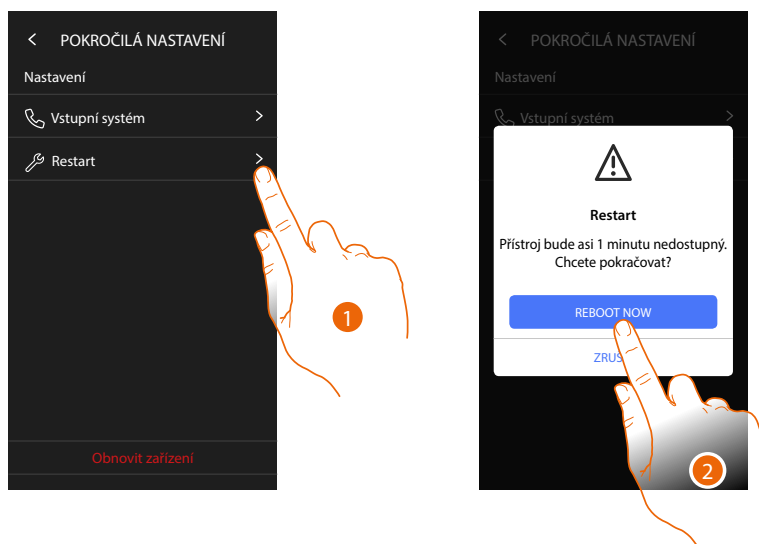 POKROČILÁ NASTAVENÍ
Nastavení
Vstupní systém
Restart
1
Obnovit zařízení
POKROČILÁ NASTAVENÍ
Nastavení
Vstupní systém
Restart
Přístroj bude asi 1 minutu nedostupný.
Chcete pokračovat?
REBOOT NOW
2